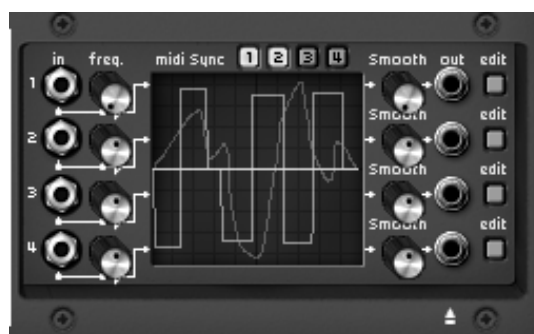 in freq. midi Sync 1 2 3 4 Smooth out edit
1
Smooth edit
2
Smooth edit
3
Smooth edit
4